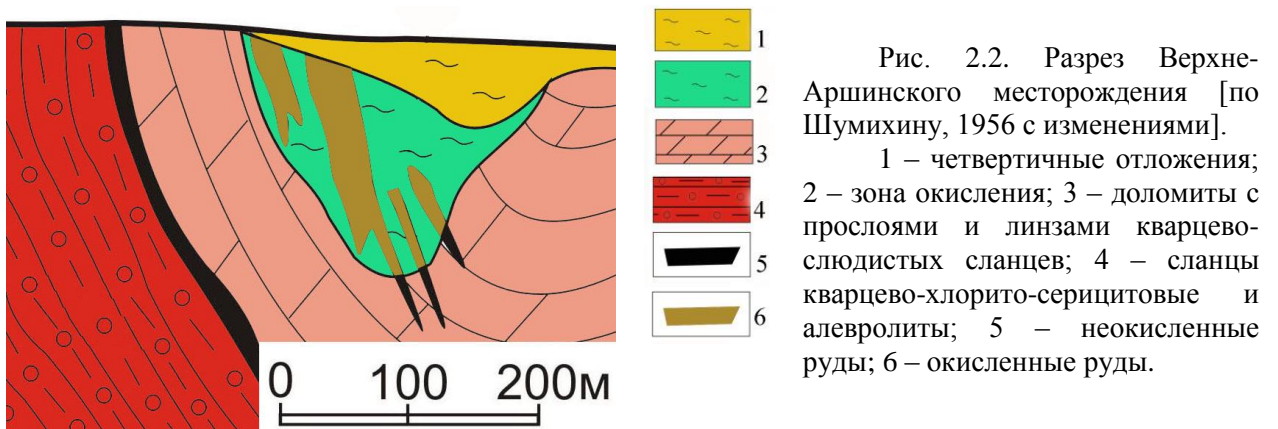 1
2
3
4
5
6
0 100 200м
Рис. 2.2. Разрез Верхне-
Аршинского месторождения [по
Шумихину, 1956 с изменениями].
1 – четвертичные отложения;
2 – зона окисления; 3 – доломиты с
прослоями и линзами кварцево-
слюдистых сланцев; 4 – сланцы
кварцево-хлорито-серицитовые и
алевролиты; 5 – неокисленные
руды; 6 – окисленные руды.